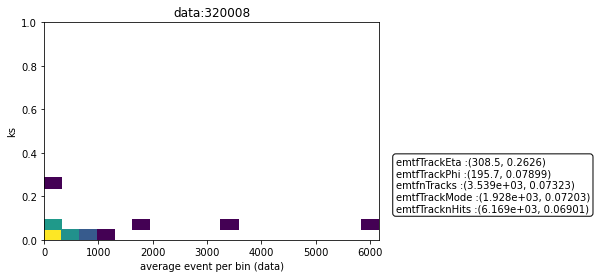 data:320008
1.0
0.8
0.6
0.4
0.2
0.0
ks
0 1000 2000 3000 4000 5000 6000
average event per bin (data)
emtfTrackEta :(308.5, 0.2626)
emtfTrackPhi :(195.7, 0.07899)
emtfnTracks :(3.539e+03, 0.07323)
emtfTrackMode :(1.928e+03, 0.07203)
emtfTracknHits :(6.169e+03, 0.06901)